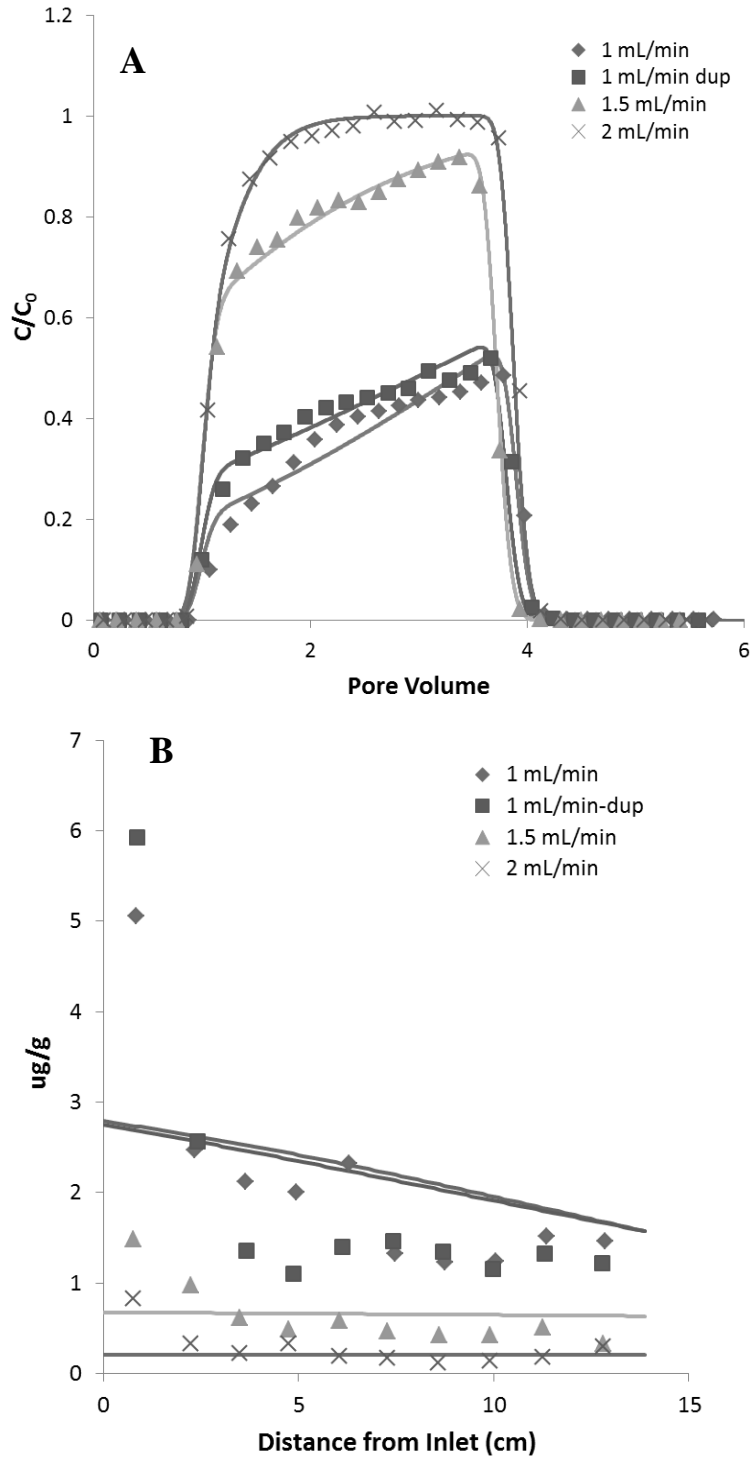 A
1 mL/min
1 mL/min dup
1.5 mL/min
2 mL/min
1.2
1
0.8
0.6
0.4
0.2
0
C/C₀
0 2 4 6
Pore Volume
B
1 mL/min
1 mL/min-dup
1.5 mL/min
2 mL/min
7
6
5
4
3
2
1
0
ug/g
0 5 10 15
Distance from Inlet (cm)